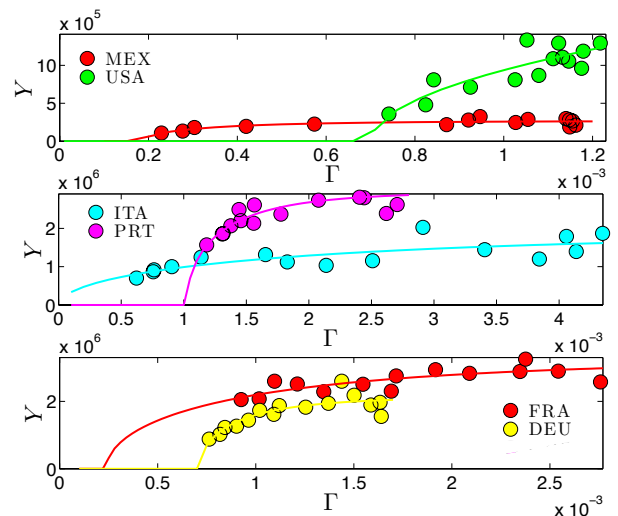 x 10^5
10
5
0
Y
MEX
USA
0 0.2 0.4 0.6 0.8 1 1.2
Γ
x 10^-3
x 10^6
2
1
0
Y
ITA
PRT
0 0.5 1 1.5 2 2.5 3 3.5 4
Γ
x 10^-3
x 10^6
2
0
Y
FRA
DEU
0 0.5 1 1.5 2 2.5
Γ
x 10^-3